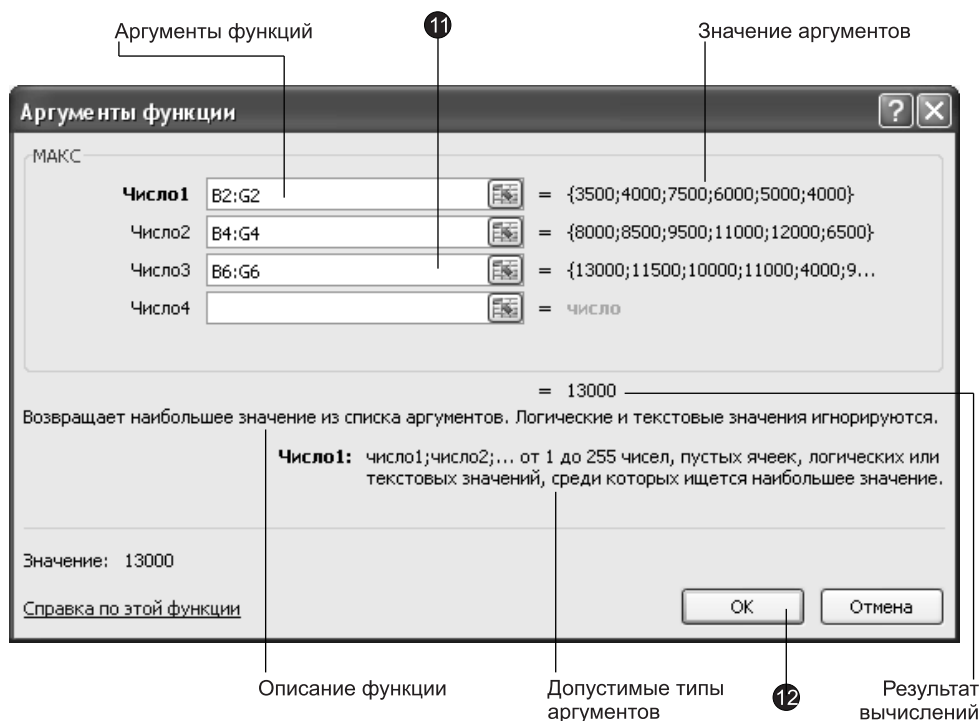 Аргументы функций
11
Значение аргументов
Аргументы функции
МАКС
Число1 B2:G2 = {3500;4000;7500;6000;5000;4000}
Число2 B4:G4 = {8000;8500;9500;11000;12000;6500}
Число3 B6:G6 = {13000;11500;10000;11000;4000;9...
Число4 = число
= 13000
Возвращает наибольшее значение из списка аргументов. Логические и текстовые значения игнорируются.
Число1: число1;число2;... от 1 до 255 чисел, пустых ячеек, логических или
текстовых значений, среди которых ищется наибольшее значение.
Значение: 13000
Справка по этой функции
ОК
Отмена
Описание функции
Допустимые типы
аргументов
12
Результат
вычислений